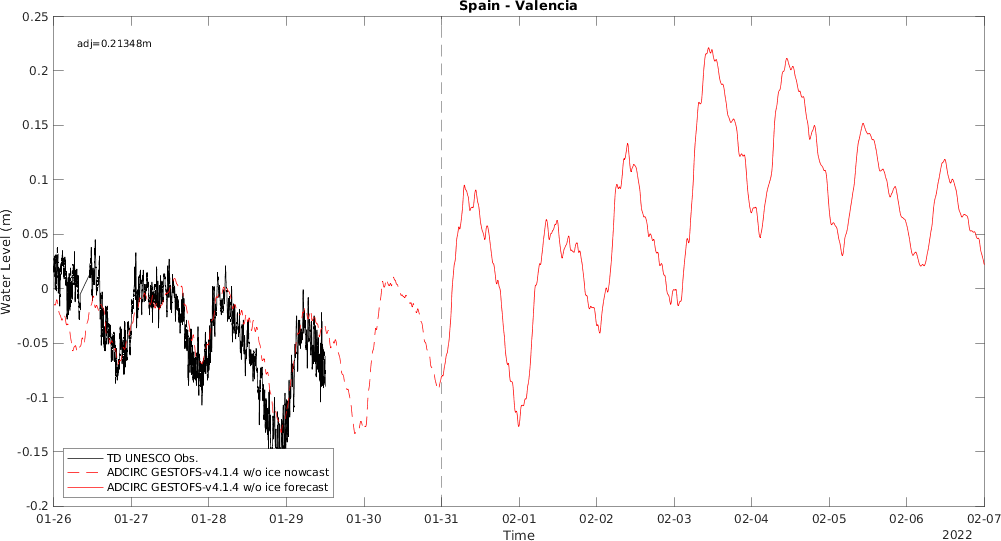 Spain - Valencia
adj=0.21348m
0.25
0.2
0.15
0.1
0.05
0
-0.05
-0.1
-0.15
-0.2
Water Level (m)
TD UNESCO Obs.
ADCIRC GESTOFS-v4.1.4 w/o ice nowcast
ADCIRC GESTOFS-v4.1.4 w/o ice forecast
01-26 01-27 01-28 01-29 01-30 01-31 02-01 02-02 02-03 02-04 02-05 02-06 02-07
Time
2022